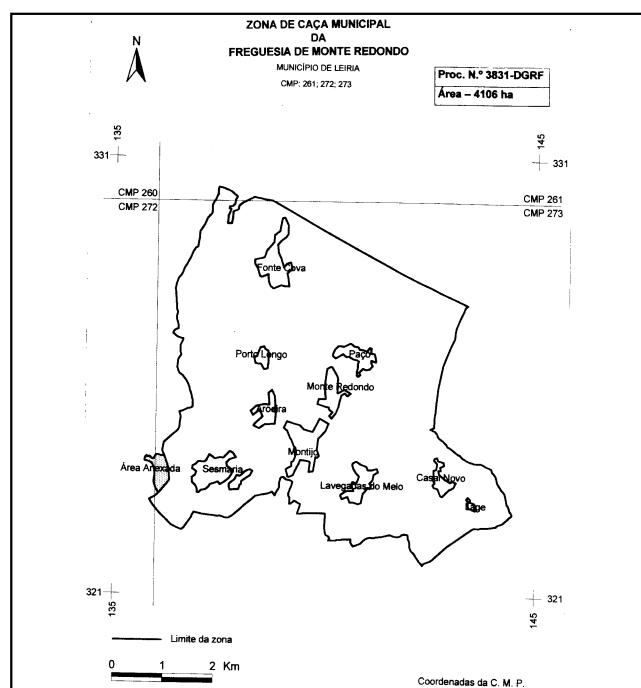 ZONA DE CAÇA MUNICIPAL
DA
FREGUESIA DE MONTE REDONDO
MUNICÍPIO DE LEIRIA
CMP: 261; 272; 273
N
Proc. N.º 3831-DGRF
Área – 4106 ha
135
145
331
331
CMP 260
CMP 261
CMP 272
CMP 273
Fonte Cova
Porto Longo
Paço
Monte Redondo
Aroeira
Montijo
Área Anexada
Sesmaria
Lavegadas do Meio
Casal Novo
Lage
321
321
135
145
Limite da zona
0 1 2 Km
Coordenadas da C. M. P.